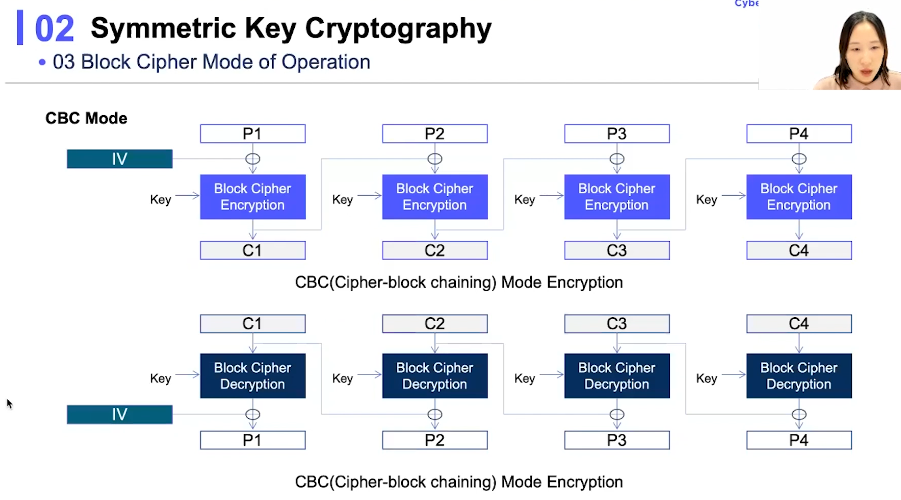 Cybe
02 Symmetric Key Cryptography
• 03 Block Cipher Mode of Operation
CBC Mode
P1 P2 P3 P4
IV
Key Block Cipher Encryption Key Block Cipher Encryption Key Block Cipher Encryption Key Block Cipher Encryption
C1 C2 C3 C4
CBC(Cipher-block chaining) Mode Encryption
C1 C2 C3 C4
Key Block Cipher Decryption Key Block Cipher Decryption Key Block Cipher Decryption Key Block Cipher Decryption
IV
P1 P2 P3 P4
CBC(Cipher-block chaining) Mode Encryption